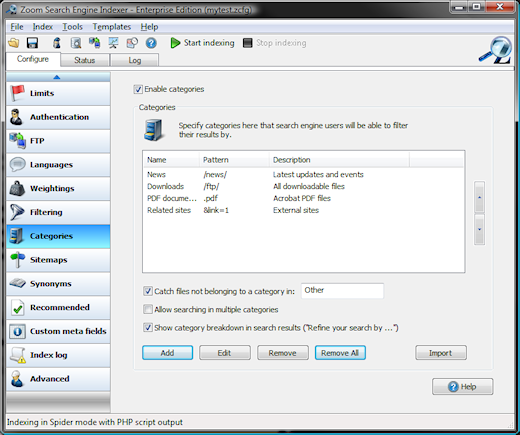 Zoom Search Engine Indexer - Enterprise Edition (mytest.zcfg)
File Index Tools Templates Help
Start indexing Stop indexing
Configure Status Log
Limits
Authentication
FTP
Languages
Weightings
Filtering
Categories
Sitemaps
Synonyms
Recommended
Custom meta fields
Index log
Advanced
Enable categories
Categories
Specify categories here that search engine users will be able to filter
their results by.
Name Pattern Description
News /news/ Latest updates and events
Downloads /ftp/ All downloadable files
PDF docume... .pdf Acrobat PDF files
Related sites &link=1 External sites
Catch files not belonging to a category in: Other
Allow searching in multiple categories
Show category breakdown in search results ("Refine your search by ...")
Add Edit Remove Remove All Import
Help
Indexing in Spider mode with PHP script output